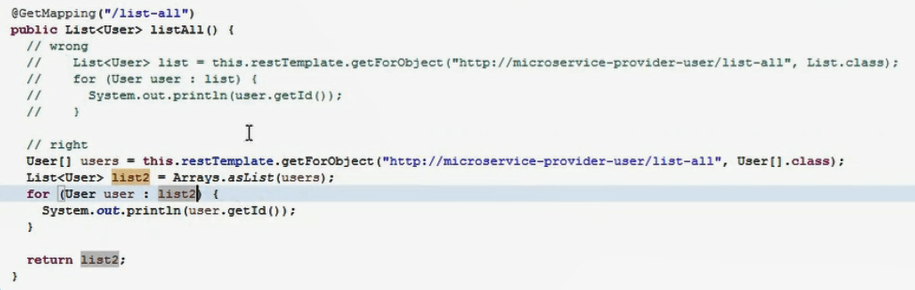 @GetMapping("/list-all")
public List<User> listAll() {
// wrong
// List<User> list = this.restTemplate.getForObject("http://microservice-provider-user/list-all", List.class);
// for (User user : list) {
// System.out.println(user.getId());
// }
// right
User[] users = this.restTemplate.getForObject("http://microservice-provider-user/list-all", User[].class);
List<User> list2 = Arrays.asList(users);
for (User user : list2) {
System.out.println(user.getId());
}
return list2;
}